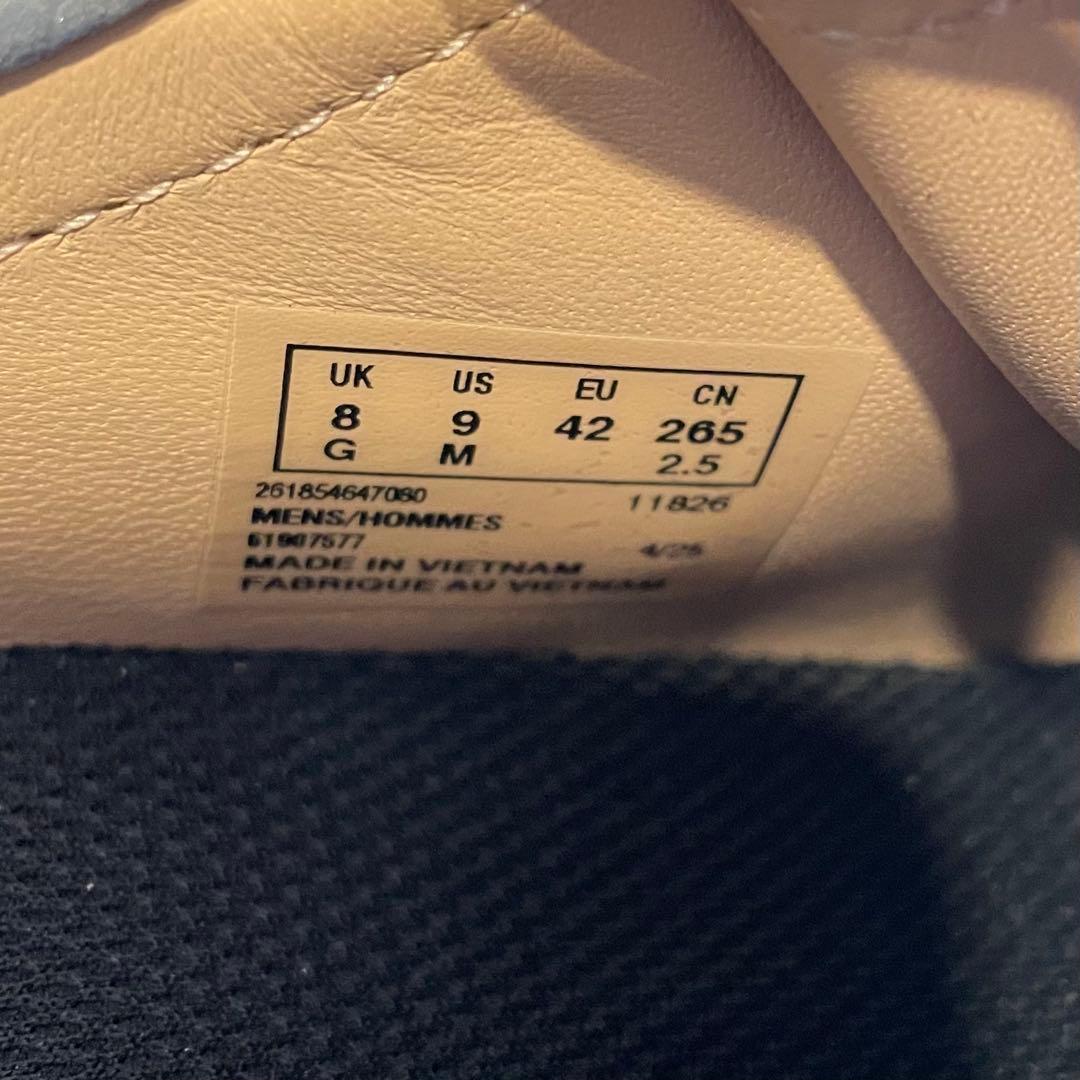 UK US EU CN
8 9 42 265
G M 2.5
261854647080 11826
MENS/HOMMES
61907577 4/25
MADE IN VIETNAM
FABRIQUE AU VIETNAM